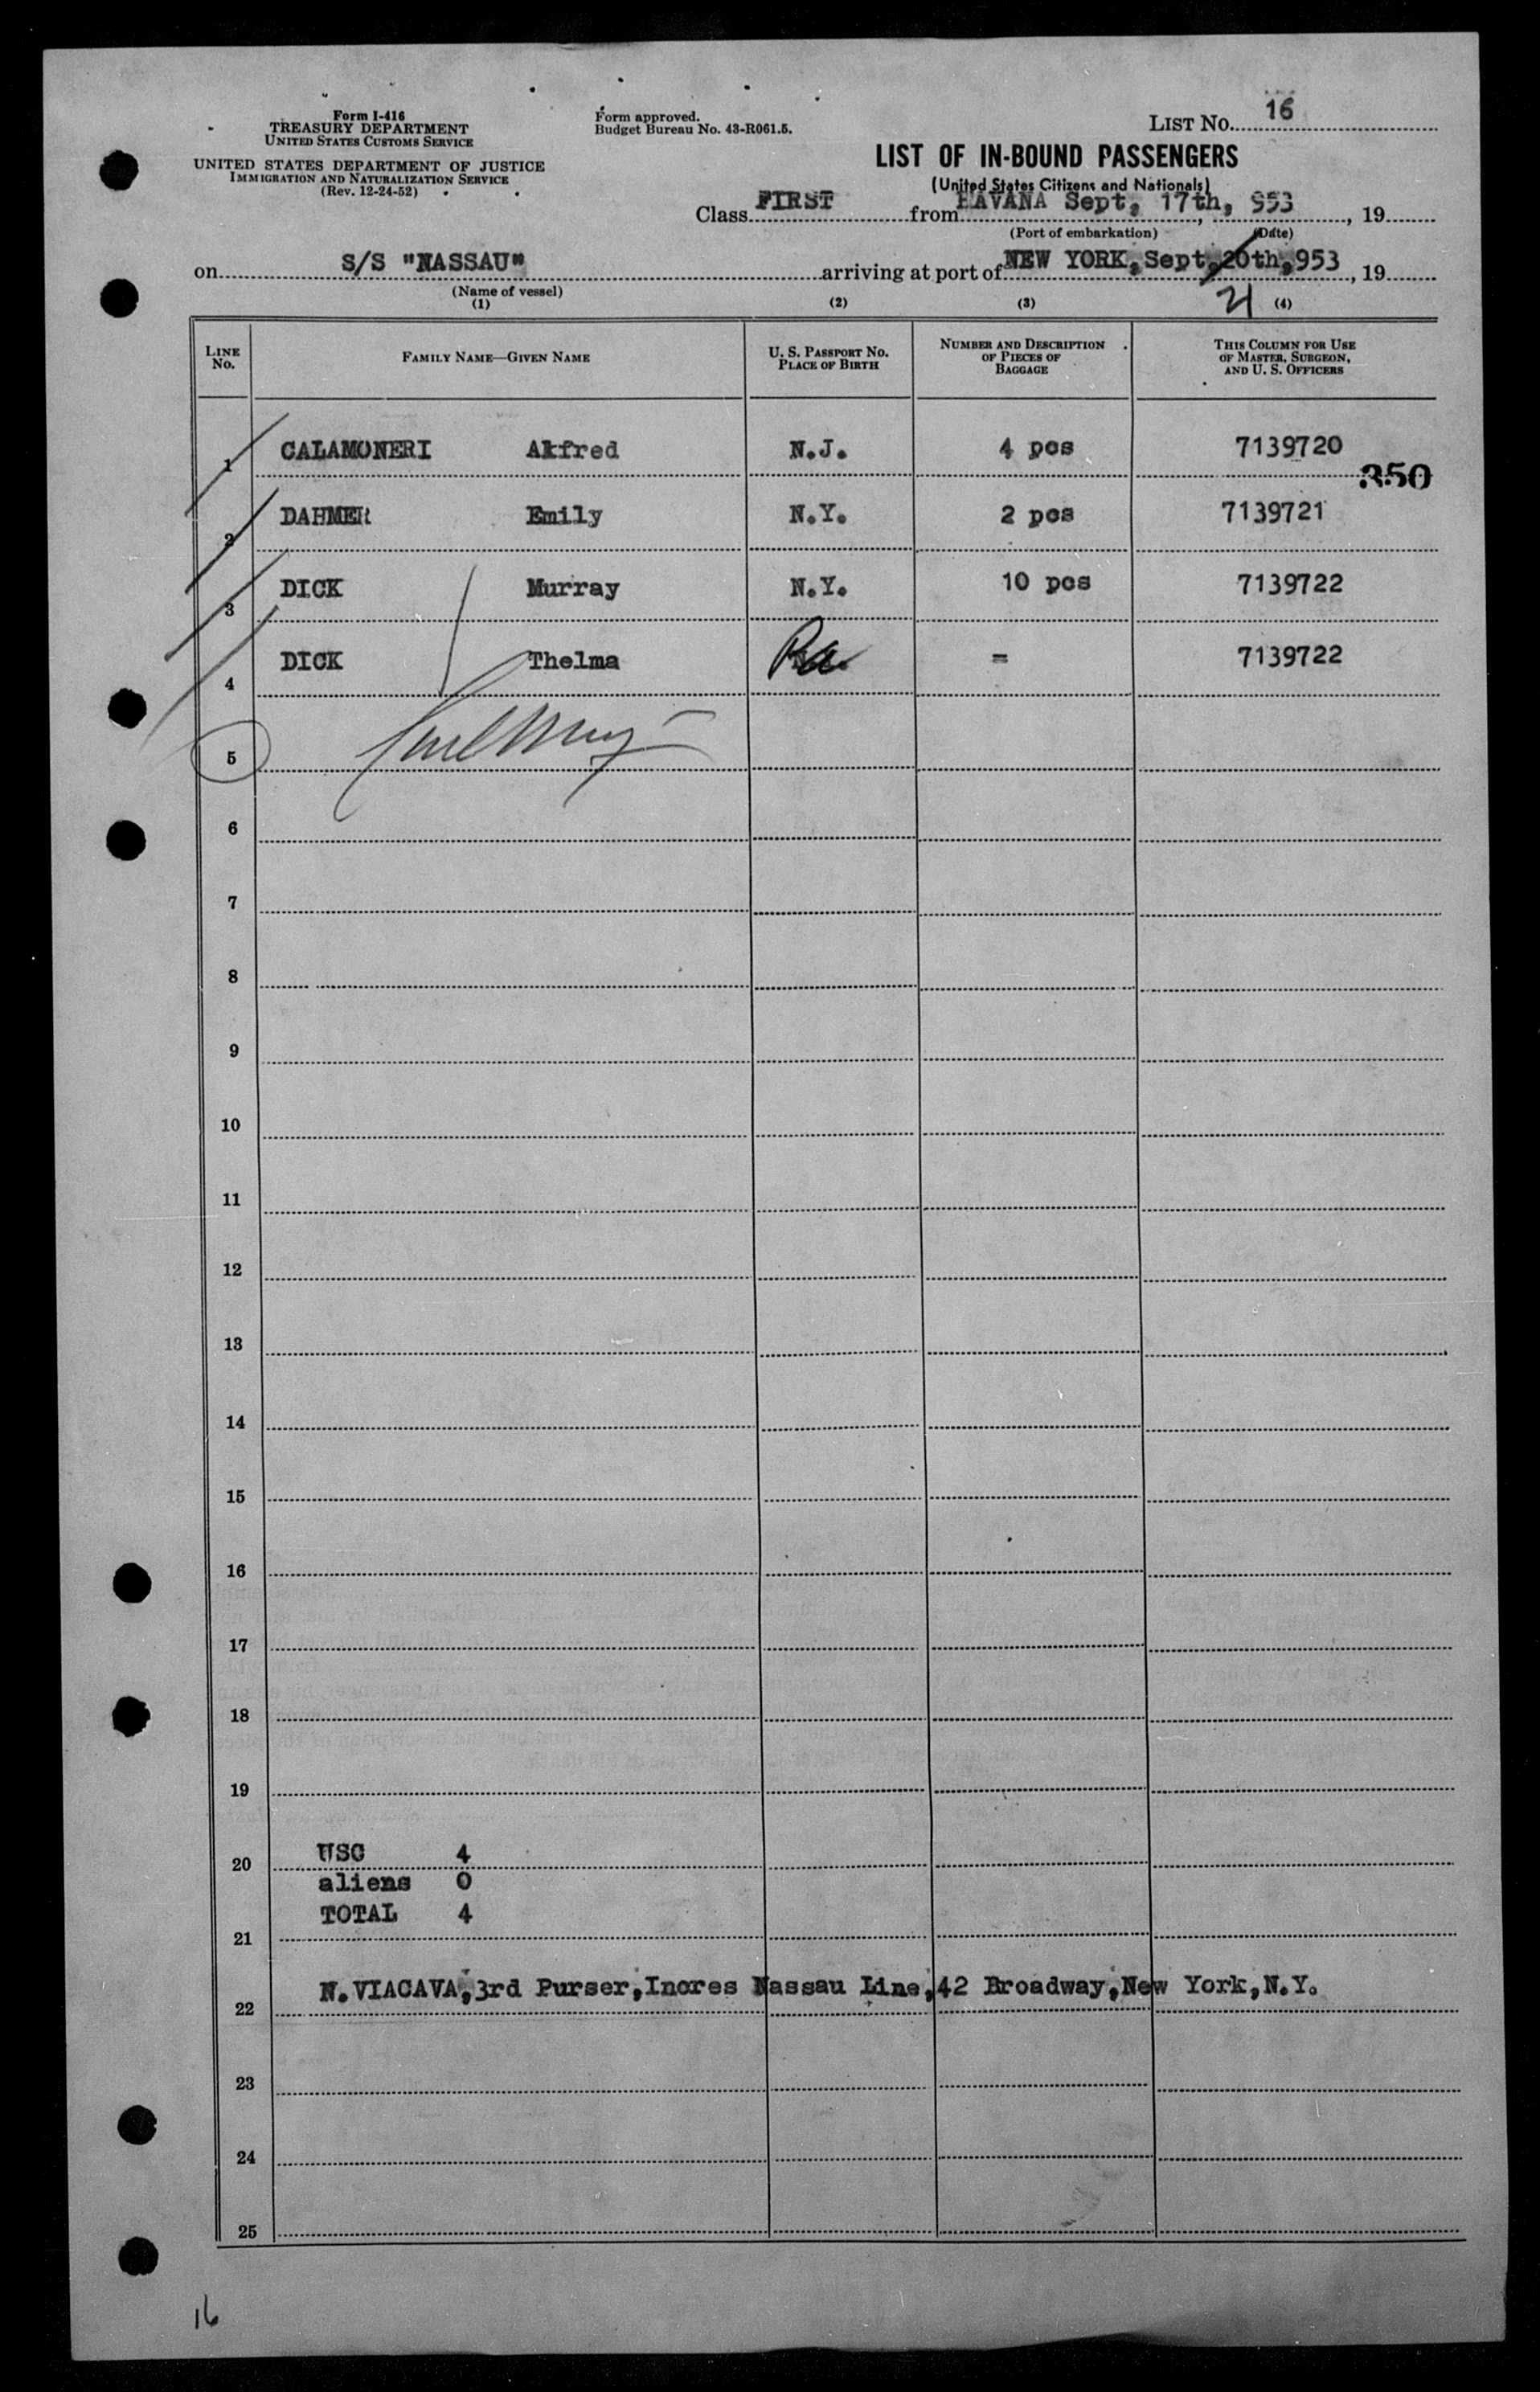 Form I-416
TREASURY DEPARTMENT
UNITED STATES CUSTOMS SERVICE
UNITED STATES DEPARTMENT OF JUSTICE
IMMIGRATION AND NATURALIZATION SERVICE
(Rev. 12-24-52)
Form approved.
Budget Bureau No. 43-R061.5.
LIST NO. 16
LIST OF IN-BOUND PASSENGERS
(United States Citizens and Nationals)
Class FIRST from HAVANA Sept, 17th, 953, 19
(Port of embarkation) (Date)
on S/S "NASSAU" arriving at port of NEW YORK, Sept, 20th, 953, 19
21
(Name of vessel)
(1) (2) (3) (4)
LINE NO. FAMILY NAME—GIVEN NAME U. S. PASSPORT NO. PLACE OF BIRTH NUMBER AND DESCRIPTION OF PIECES OF BAGGAGE THIS COLUMN FOR USE OF MASTER, SURGEON, AND U. S. OFFICERS
1 CALAMONERI Alfred N.J. 4 pcs 7139720
350
2 DAHMER Emily N.Y. 2 pcs 7139721
3 DICK Murray N.Y. 10 pcs 7139722
4 DICK Thelma Pa = 7139722
5
6
7
8
9
10
11
12
13
14
15
16
17
18
19
20 USC 4
aliens 0
TOTAL 4
21
22 N.VIACAVA, 3rd Purser, Incres Nassau Line, 42 Broadway, New York, N.Y.
23
24
25
16